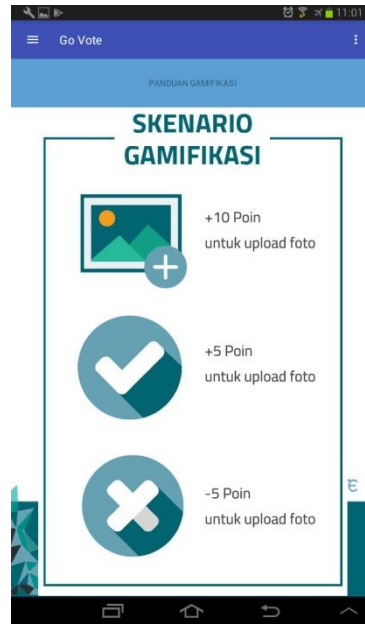 11:01
Go Vote
PANDUAN GAMIFIKASI
SKENARIO
GAMIFIKASI
+10 Poin
untuk upload foto
+5 Poin
untuk upload foto
-5 Poin
untuk upload foto